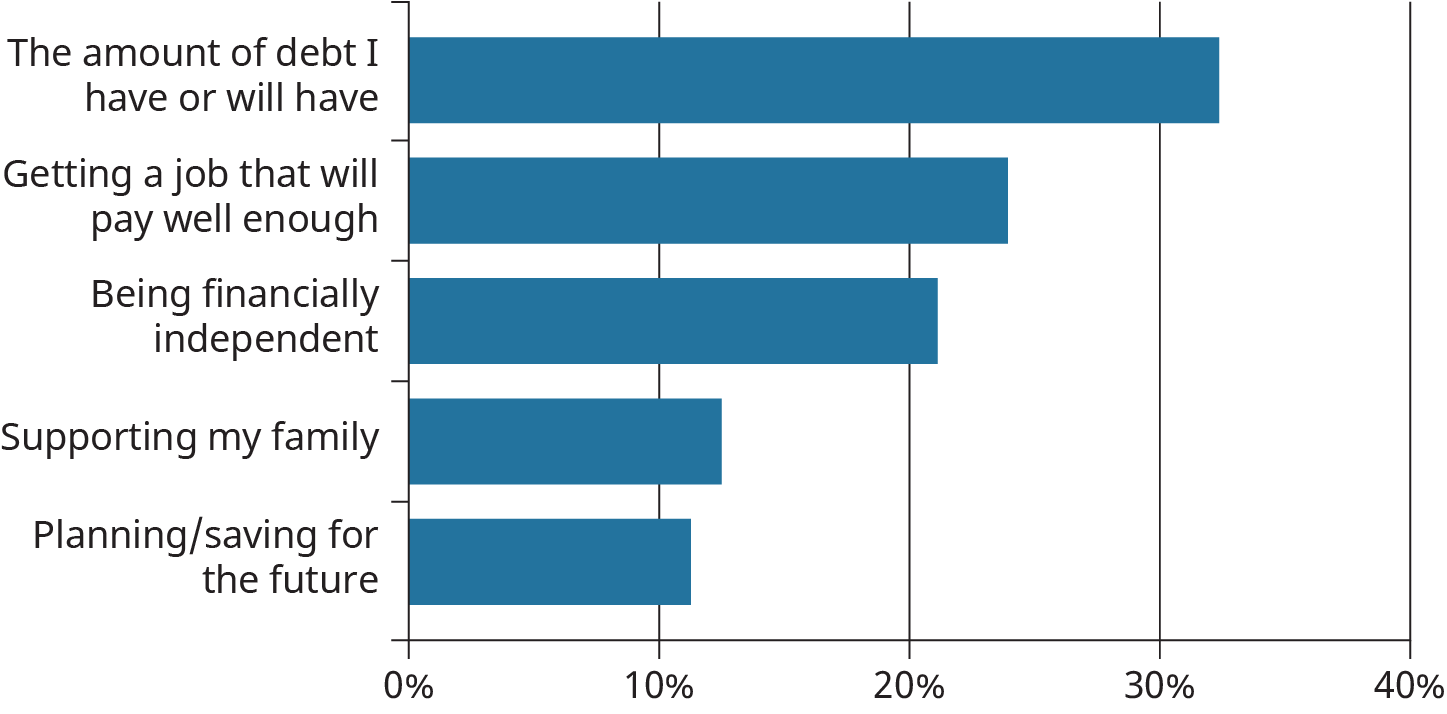 The amount of debt I
have or will have
Getting a job that will
pay well enough
Being financially
independent
Supporting my family
Planning/saving for
the future
0% 10% 20% 30% 40%